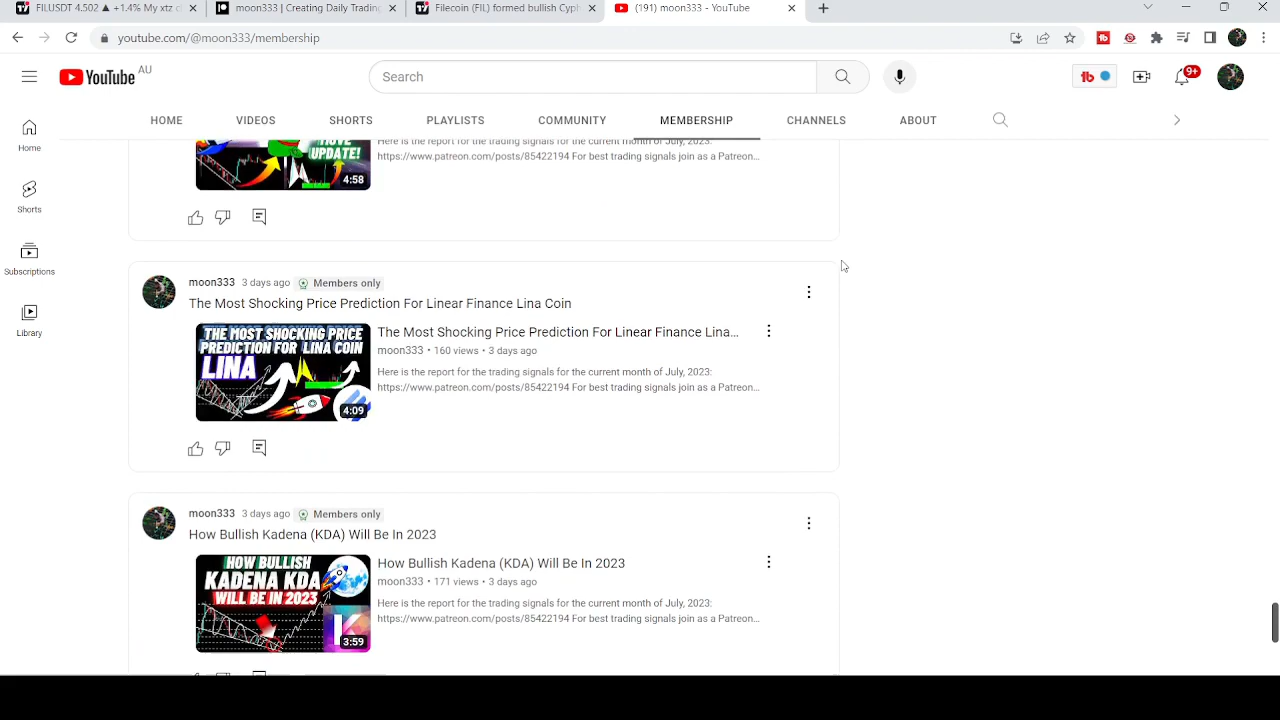 FILUSDT 4.502 ▲ +1.4% My xtz c
moon333 | Creating Daily Trading
Filecoin (FIL) formed bullish Cyph
(191) moon333 - YouTube
youtube.com/@moon333/membership
YouTube AU
Search
9+
HOME
VIDEOS
SHORTS
PLAYLISTS
COMMUNITY
MEMBERSHIP
CHANNELS
ABOUT
Home
Shorts
Subscriptions
Library
MOVE
UPDATE!
4:58
Here is the report for the trading signals for the current month of July, 2023:
https://www.patreon.com/posts/85422194 For best trading signals join as a Patreon...
moon333 3 days ago Members only
The Most Shocking Price Prediction For Linear Finance Lina Coin
THE MOST SHOCKING PRICE
PREDICTION FOR LINA COIN
LINA
4:09
The Most Shocking Price Prediction For Linear Finance Lina...
moon333 • 160 views • 3 days ago
Here is the report for the trading signals for the current month of July, 2023:
https://www.patreon.com/posts/85422194 For best trading signals join as a Patreon...
moon333 3 days ago Members only
How Bullish Kadena (KDA) Will Be In 2023
HOW BULLISH
KADENA KDA
WILL BE IN 2023
3:59
How Bullish Kadena (KDA) Will Be In 2023
moon333 • 171 views • 3 days ago
Here is the report for the trading signals for the current month of July, 2023:
https://www.patreon.com/posts/85422194 For best trading signals join as a Patreon...